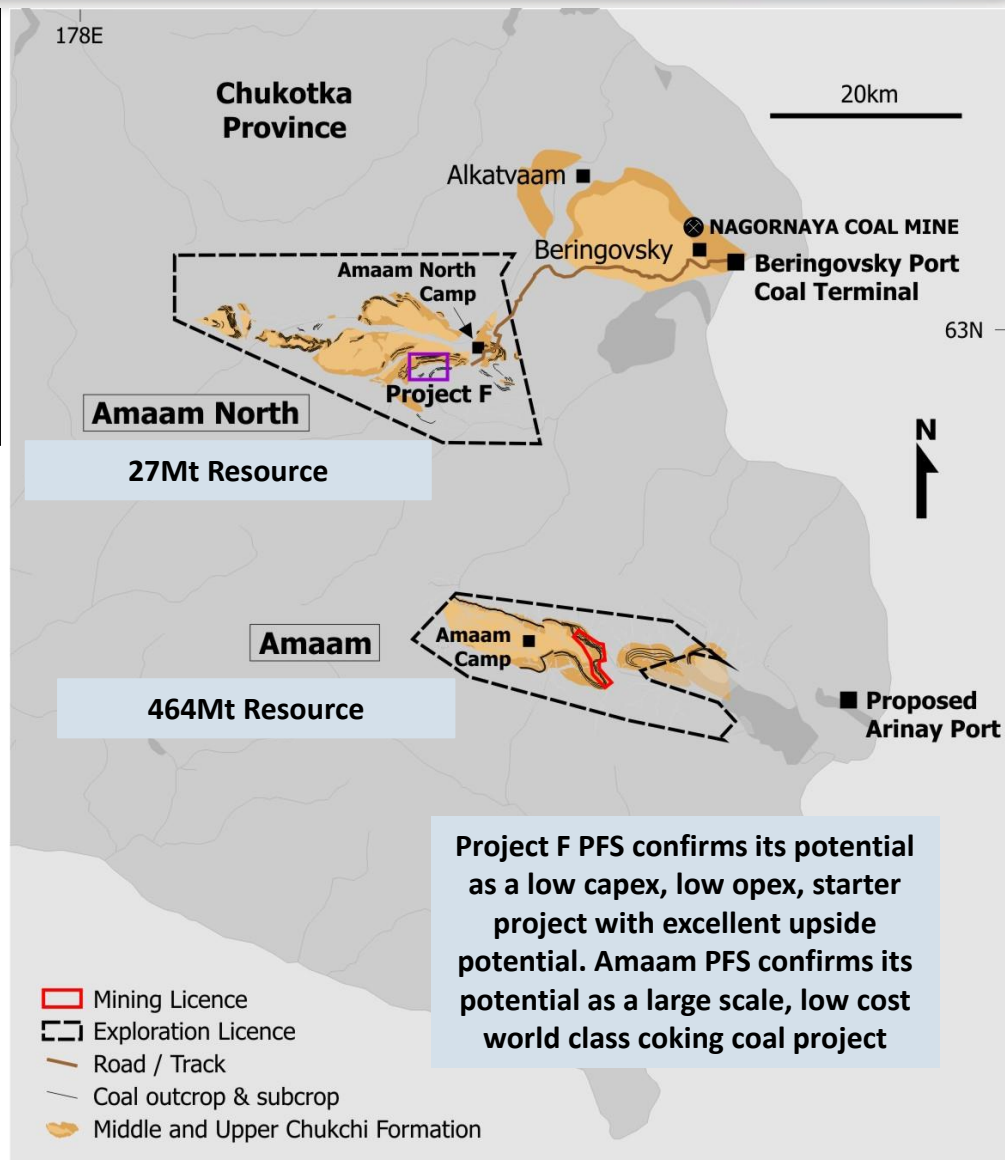 178E
Chukotka
Province
20km
Alkatvaam
NAGORNAYA COAL MINE
Beringovsky
Beringovsky Port
Coal Terminal
Amaam North
Camp
63N
Project F
Amaam North
N
27Mt Resource
Amaam
Amaam
Camp
464Mt Resource
Proposed
Arinay Port
Project F PFS confirms its potential
as a low capex, low opex, starter
project with excellent upside
potential. Amaam PFS confirms its
potential as a large scale, low cost
world class coking coal project
Mining Licence
Exploration Licence
Road / Track
Coal outcrop & subcrop
Middle and Upper Chukchi Formation